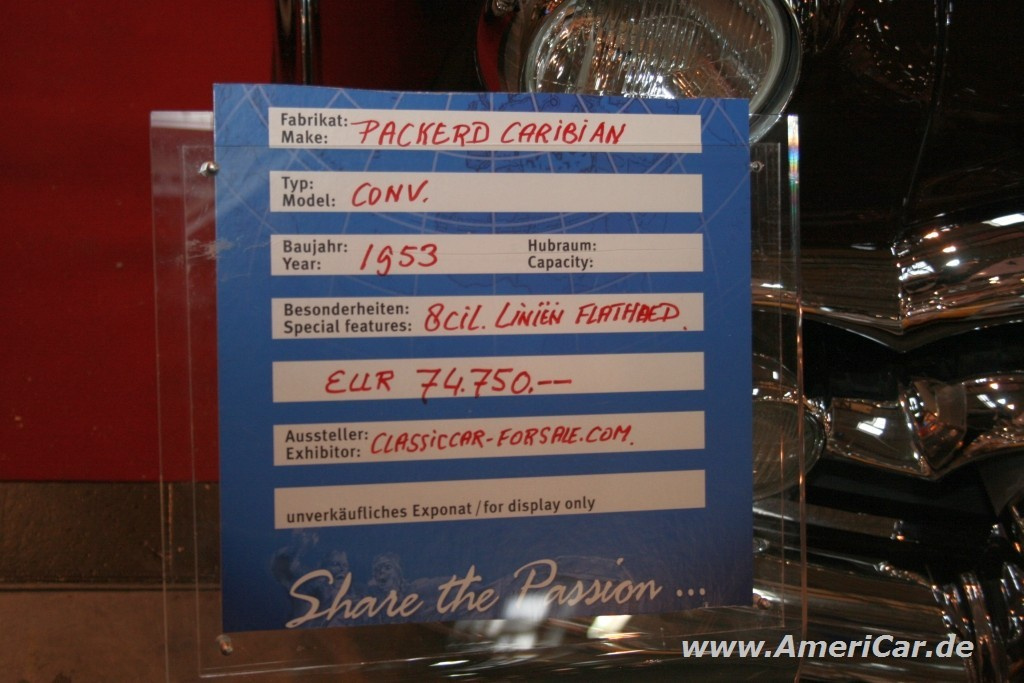 Fabrikat:
Make: PACKERD CARIBIAN
Typ:
Model: CONV.
Baujahr: Hubraum:
Year: 1953 Capacity:
Besonderheiten:
Special features: 8CIL. LINIËN FLATHAED.
EUR 74.750.--
Aussteller:
Exhibitor: CLASSICCAR-FORSALE.COM.
unverkäufliches Exponat / for display only
Share the Passion ...
www.AmeriCar.de